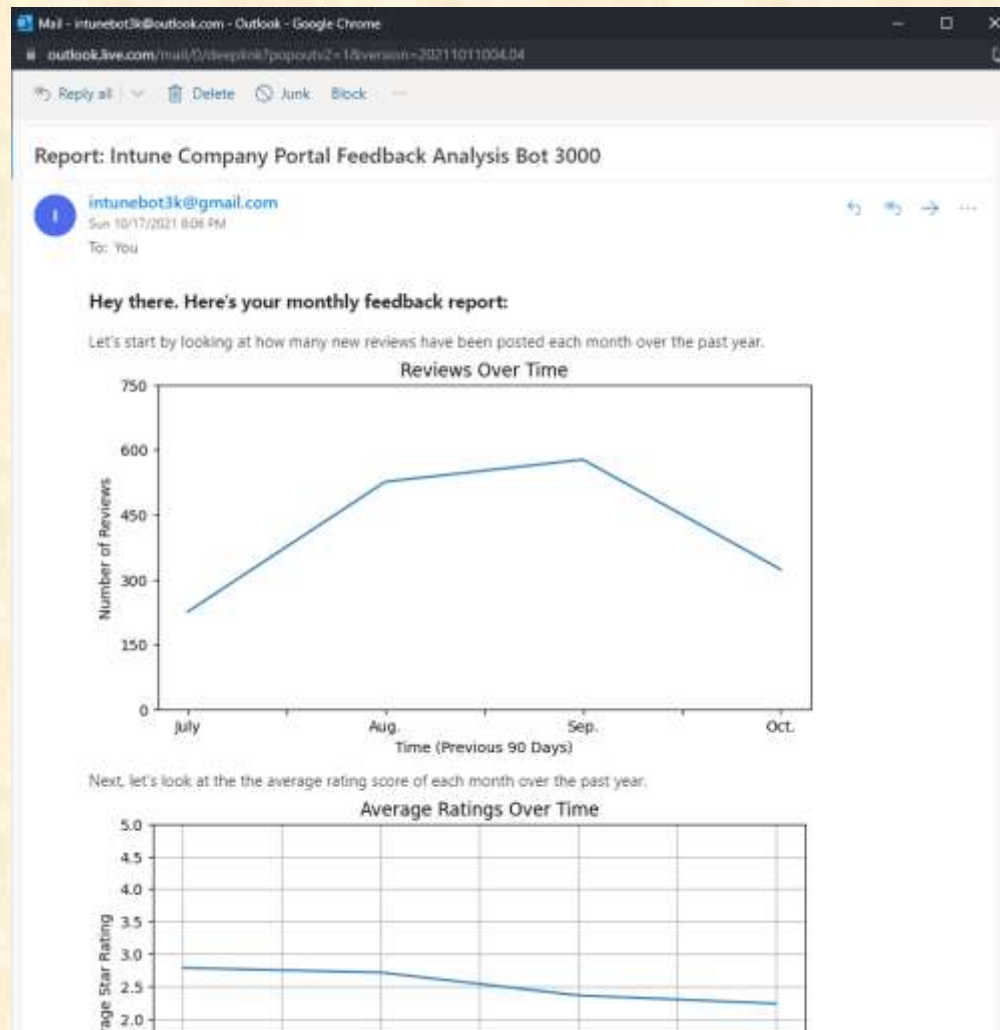 Mail - intunebot3k@outlook.com - Outlook - Google Chrome
outlook.live.com/mail/0/deeplink?popoutv2=1&version=20211011004.04
Reply all Delete Junk Block ...
Report: Intune Company Portal Feedback Analysis Bot 3000
I
intunebot3k@gmail.com
Sun 10/17/2021 8:06 PM
To: You
Hey there. Here's your monthly feedback report:
Let's start by looking at how many new reviews have been posted each month over the past year.
Reviews Over Time
750
600
450
300
150
0
Number of Reviews
July Aug. Sep. Oct.
Time (Previous 90 Days)
Next, let's look at the the average rating score of each month over the past year.
Average Ratings Over Time
5.0
4.5
4.0
3.5
3.0
2.5
2.0
Star Rating